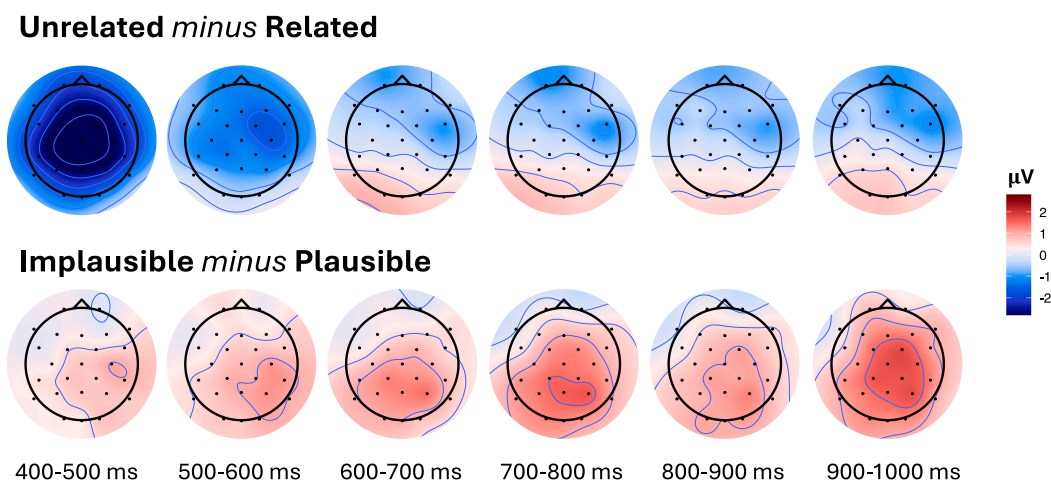 Unrelated minus Related
μV
2
1
0
-1
-2
Implausible minus Plausible
400-500 ms 500-600 ms 600-700 ms 700-800 ms 800-900 ms 900-1000 ms